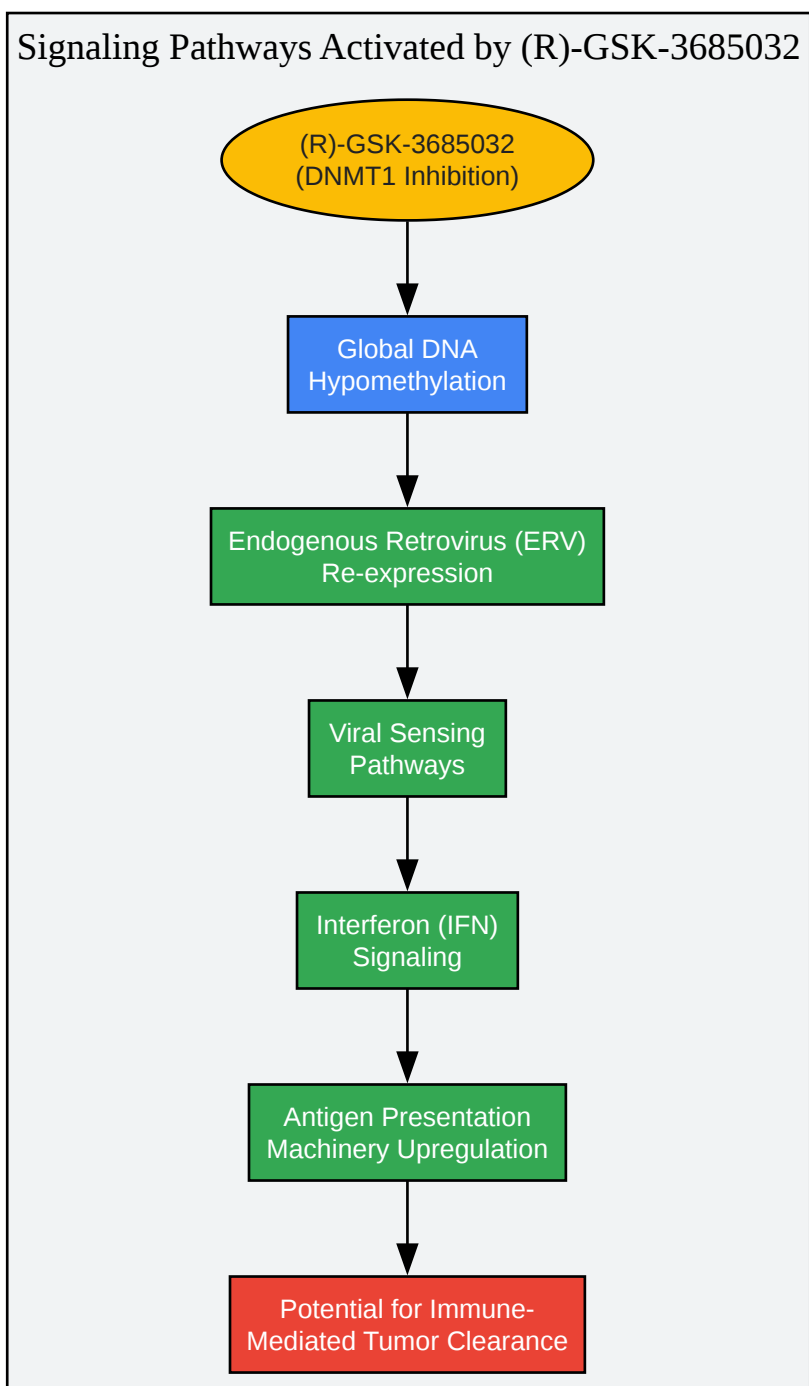 Signaling Pathways Activated by (R)-GSK-3685032
(R)-GSK-3685032
(DNMT1 Inhibition)
Global DNA
Hypomethylation
Endogenous Retrovirus (ERV)
Re-expression
Viral Sensing
Pathways
Interferon (IFN)
Signaling
Antigen Presentation
Machinery Upregulation
Potential for Immune-
Mediated Tumor Clearance